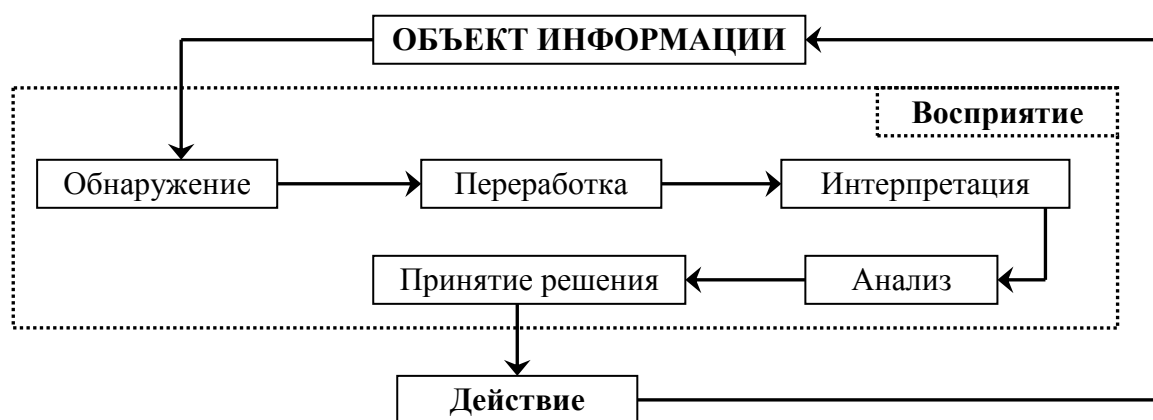 ОБЪЕКТ ИНФОРМАЦИИ
Восприятие
Обнаружение
Переработка
Интерпретация
Принятие решения
Анализ
Действие